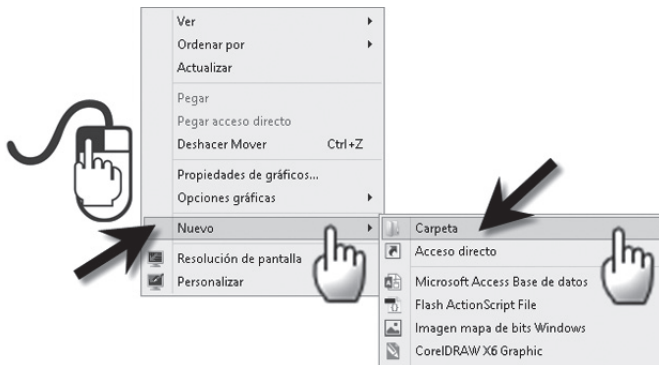 Ver
Ordenar por
Actualizar
Pegar
Pegar acceso directo
Deshacer Mover Ctrl+Z
Propiedades de gráficos...
Opciones gráficas
Nuevo
Resolución de pantalla
Personalizar
Carpeta
Acceso directo
Microsoft Access Base de datos
Flash ActionScript File
Imagen mapa de bits Windows
CorelDRAW X6 Graphic